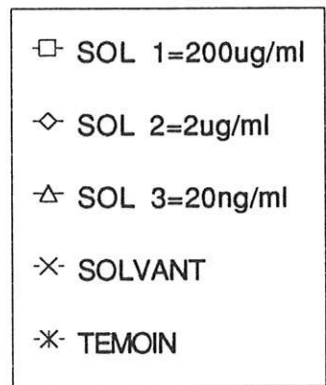 SOL 1=200ug/ml
SOL 2=2ug/ml
SOL 3=20ng/ml
SOLVANT
TEMOIN